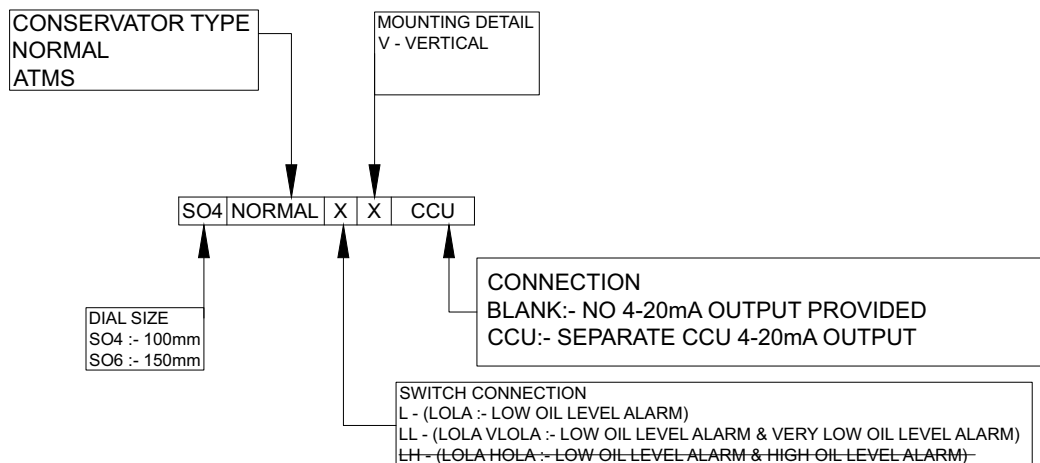 CONSERVATOR TYPE
NORMAL
ATMS
MOUNTING DETAIL
V - VERTICAL
SO4 NORMAL X X CCU
CONNECTION
BLANK:- NO 4-20mA OUTPUT PROVIDED
CCU:- SEPARATE CCU 4-20mA OUTPUT
DIAL SIZE
SO4 :- 100mm
SO6 :- 150mm
SWITCH CONNECTION
L - (LOLA :- LOW OIL LEVEL ALARM)
LL - (LOLA VLOLA :- LOW OIL LEVEL ALARM & VERY LOW OIL LEVEL ALARM)
LH - (LOLA HOLA :- LOW OIL LEVEL ALARM & HIGH OIL LEVEL ALARM)